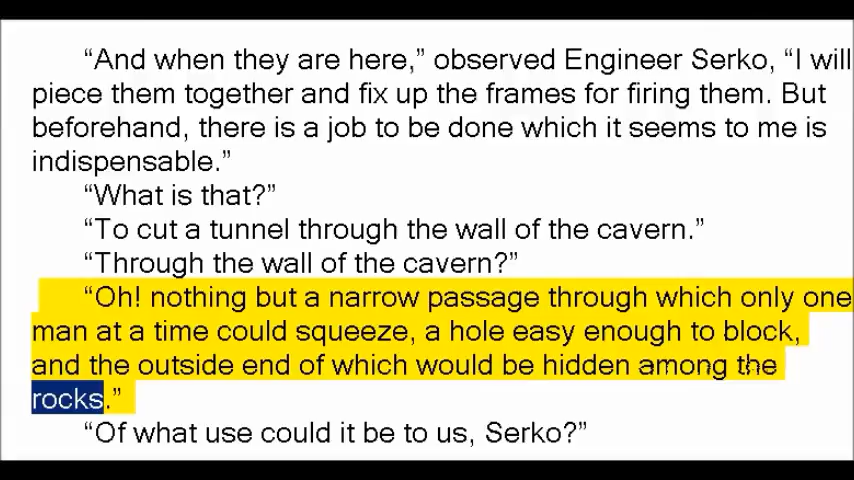 “And when they are here,” observed Engineer Serko, “I will
piece them together and fix up the frames for firing them. But
beforehand, there is a job to be done which it seems to me is
indispensable.”
“What is that?”
“To cut a tunnel through the wall of the cavern.”
“Through the wall of the cavern?”
“Oh! nothing but a narrow passage through which only one
man at a time could squeeze, a hole easy enough to block,
and the outside end of which would be hidden among the
rocks.”
“Of what use could it be to us, Serko?”